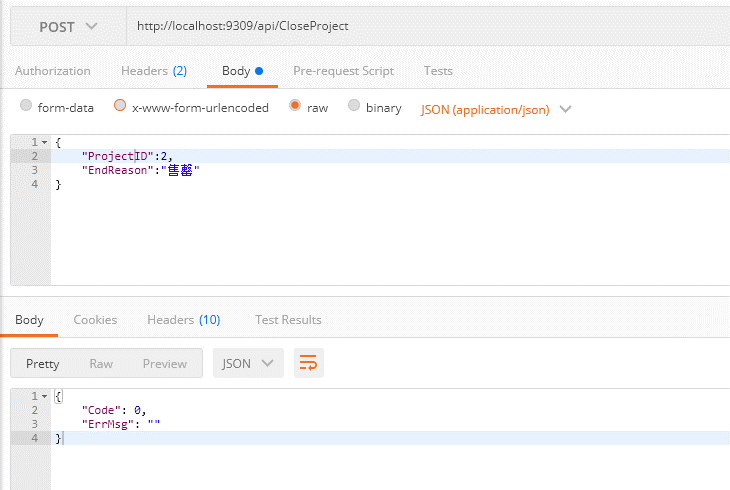 POST http://localhost:9309/api/CloseProject
Authorization Headers (2) Body Pre-request Script Tests
form-data x-www-form-urlencoded raw binary JSON (application/json)
1 {
2 "ProjectID":2,
3 "EndReason":"售罄"
4 }
Body Cookies Headers (10) Test Results
Pretty Raw Preview JSON
1 {
2 "Code": 0,
3 "ErrMsg": ""
4 }